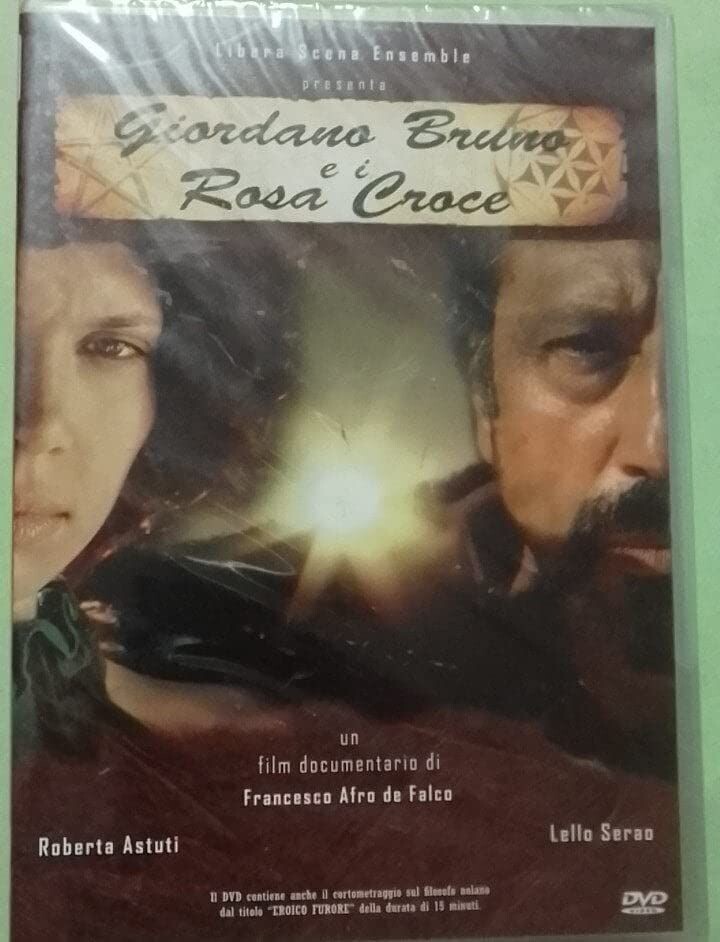 Libera Scena Ensemble
presenta
Giordano Bruno
e i
Rosa Croce
un
film documentario di
Francesco Afro de Falco
Roberta Astuti
Lello Serao
Il DVD contiene anche il cortometraggio sul filosofo nolano
dal titolo "EROICO FURORE" della durata di 15 minuti.
DVD
VIDEO